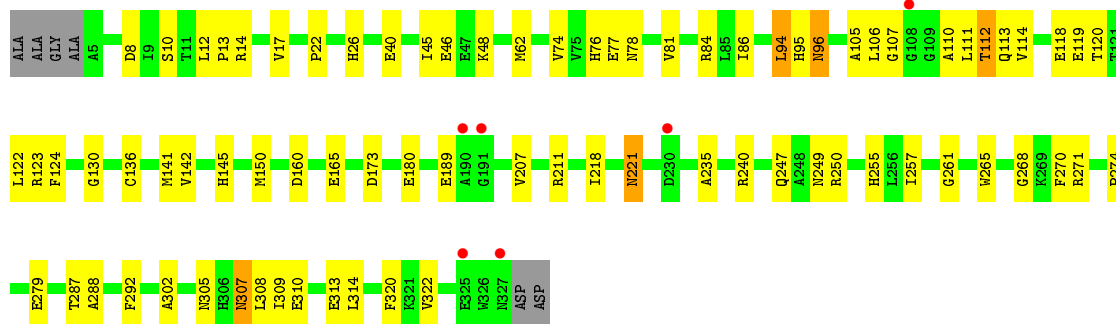 ALA ALA GLY ALA A5 D8 I9 S10 T11 L12 P13 R14 V17 P22 H26 E40 I45 E46 E47 K48 M62 V74 V75 H76 E77 N78 V81 R84 L85 I86 L94 H95 N96 A105 L106 G107 G108 G109 A110 L111 T112 Q113 V114 E118 E119 T120 T121
L122 R123 F124 G130 C136 M141 V142 H145 M150 D160 E165 D173 E180 E189 A190 G191 V207 R211 I218 N221 D230 A235 R240 Q247 A248 N249 R250 H255 L256 I257 G261 W265 G268 K269 F270 R271
E279 T287 A288 F292 A302 N305 H306 N307 L308 I309 E310 E313 L314 F320 K321 V322 E325 W326 N327 ASP ASP